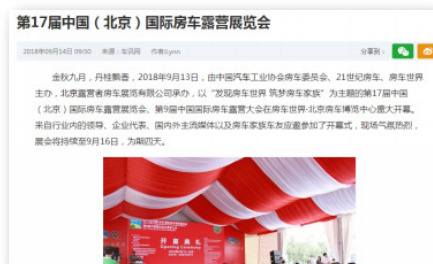 第17届中国（北京）国际房车露营展览会
2018年09月14日 09:50 来源：车讯网 作者：lynn 分享到：
金秋九月，丹桂飘香，2018年9月13日，由中国汽车工业协会房车委员会、21世纪房车、房车世界
主办，北京露营者房车展览有限公司承办，以“发现房车世界 筑梦房车家族”为主题的第17届中国
（北京）国际房车露营展览会、第9届中国国际房车露营大会在房车世界·北京房车博览中心盛大开幕。
来自行业内的领导、企业代表、国内外主流媒体以及房车家族车友应邀参加了开幕式，现场气氛热烈，
展会将持续至9月16日，为期四天。
开幕典礼
Opening Ceremony